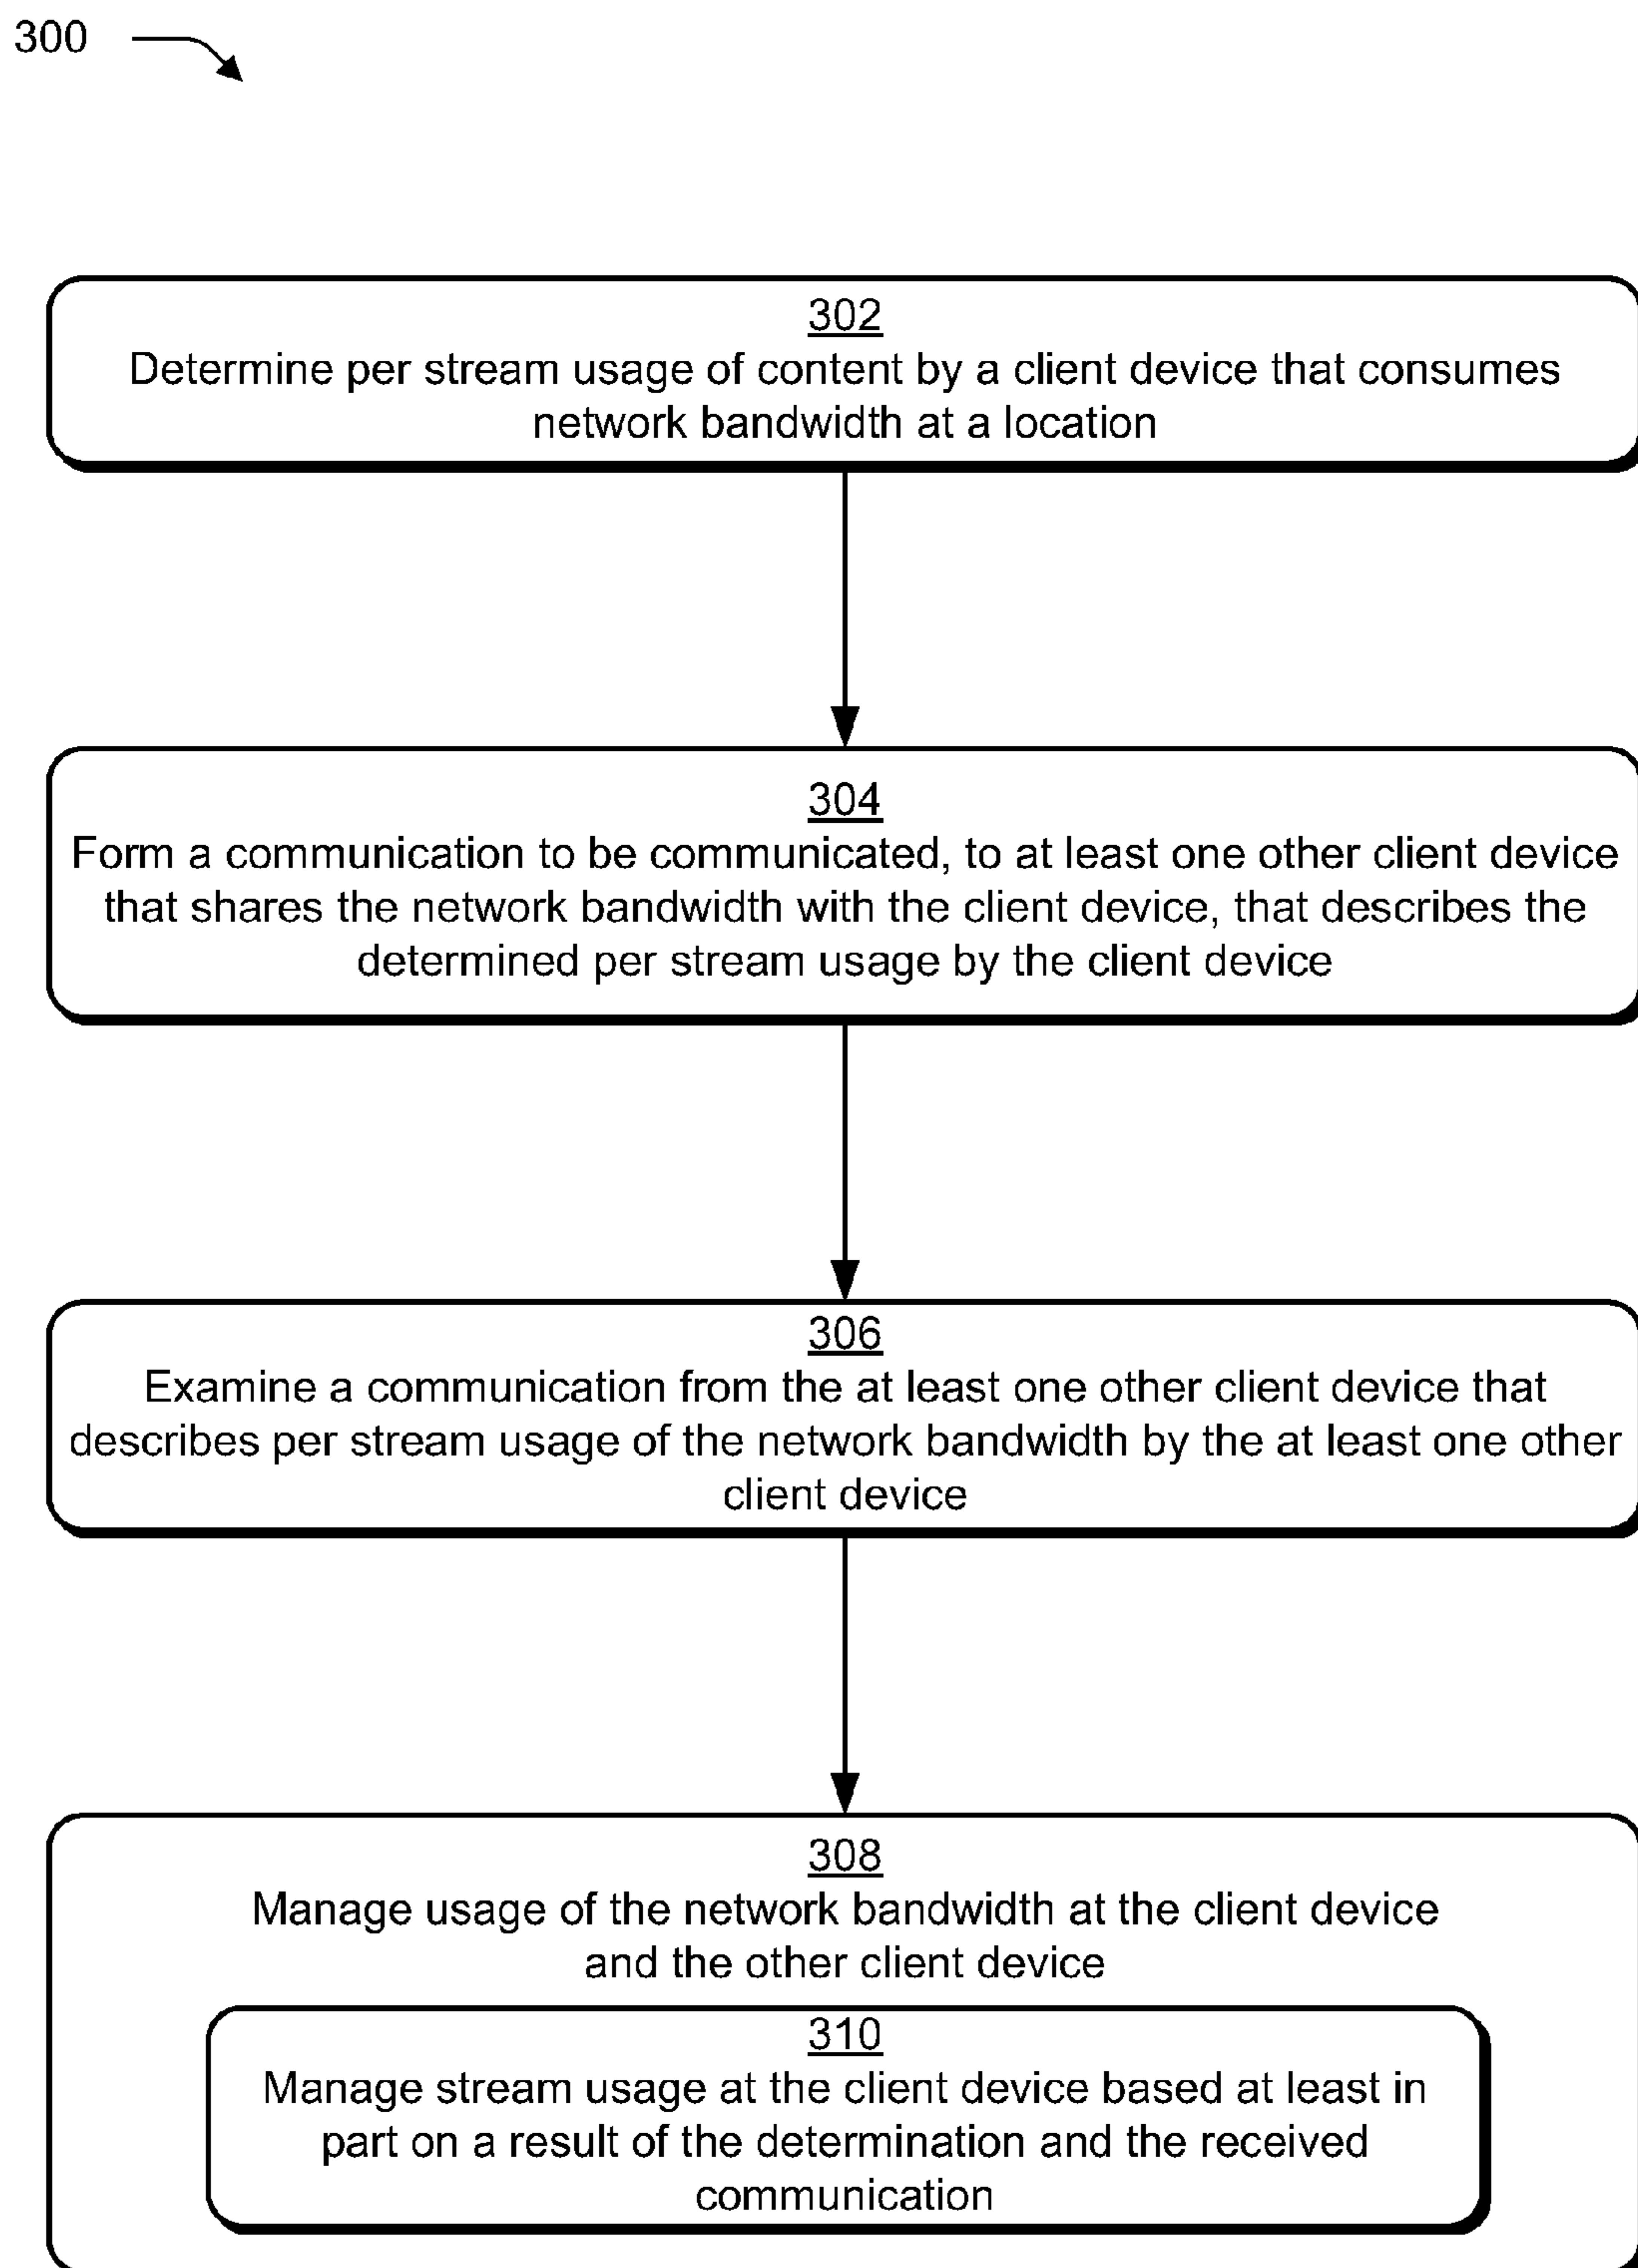 300
302
Determine per stream usage of content by a client device that consumes
network bandwidth at a location
304
Form a communication to be communicated, to at least one other client device
that shares the network bandwidth with the client device, that describes the
determined per stream usage by the client device
306
Examine a communication from the at least one other client device that
describes per stream usage of the network bandwidth by the at least one other
client device
308
Manage usage of the network bandwidth at the client device
and the other client device
310
Manage stream usage at the client device based at least in
part on a result of the determination and the received
communication